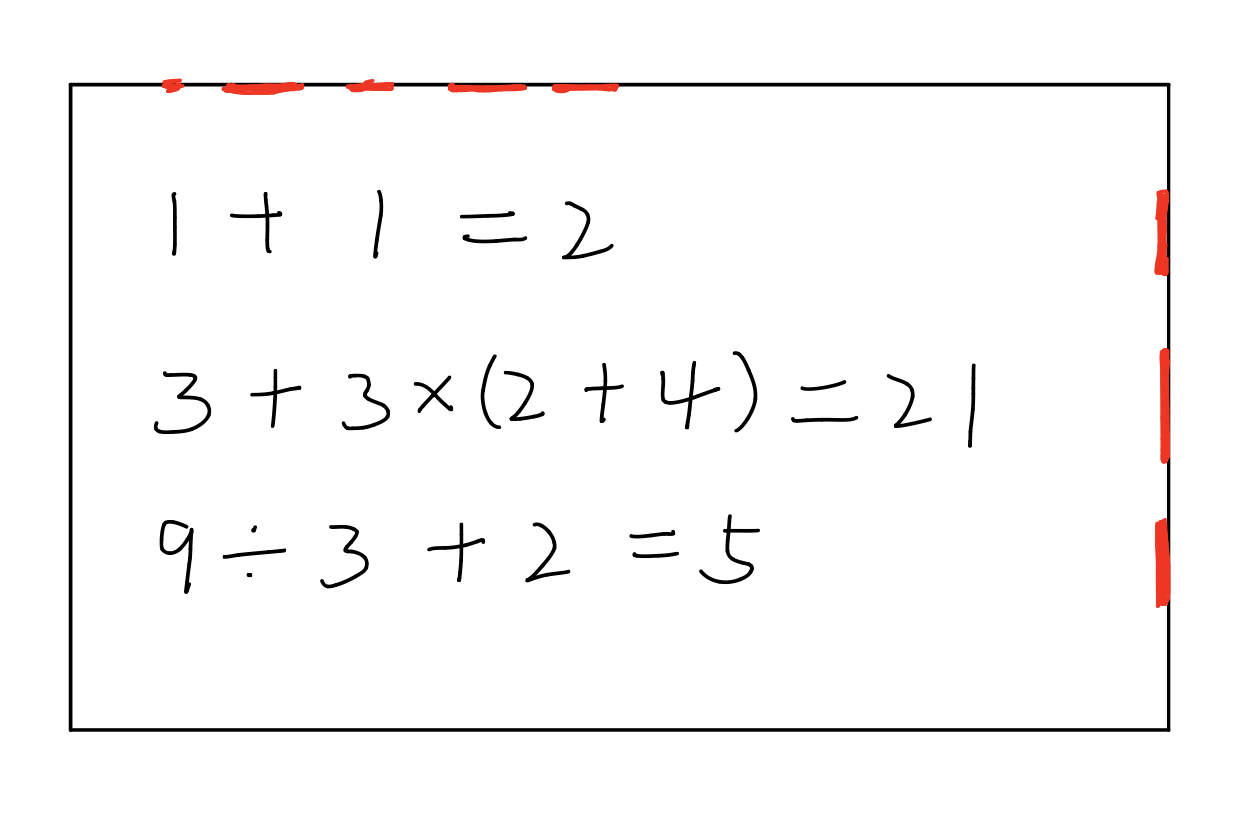 1 + 1 = 2
3 + 3 × (2 + 4) = 21
9 ÷ 3 + 2 = 5